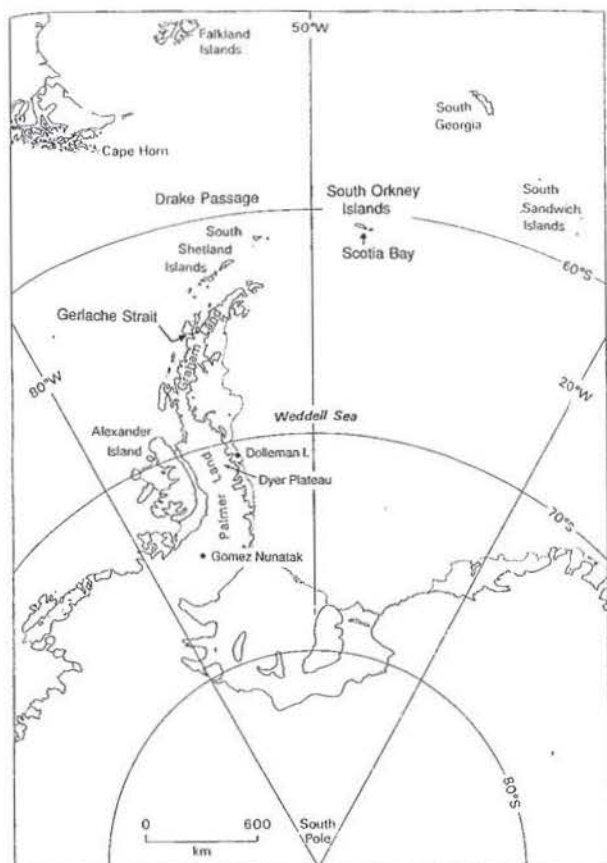 50°W
Falkland
Islands
South
Georgia
Cape Horn
South Orkney
Islands
South
Sandwich
Islands
Drake Passage
South
Shetland
Islands
Scotia Bay
60°S
Gerlache Strait
Graham Land
80°W
20°W
Weddell Sea
Alexander
Island
Dolleman I.
Dyer Plateau
Palmer Land
70°S
Gomez Nunatak
80°S
0 600
km
South
Pole